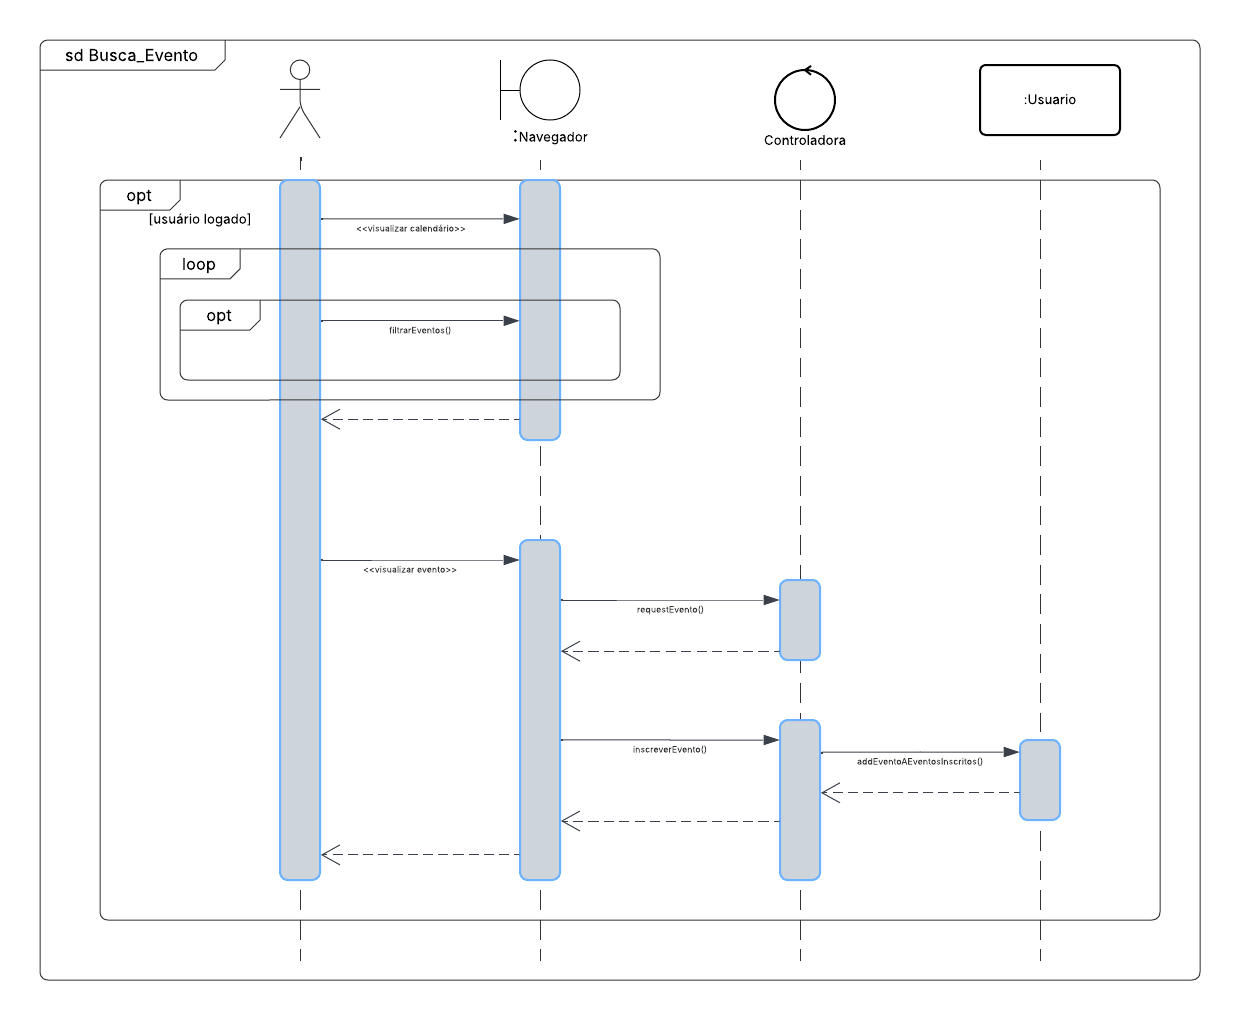 sd Busca_Evento
:Navegador
Controladora
:Usuario
opt
[usuário logado]
<<visualizar calendário>>
loop
opt
filtrarEventos()
<<visualizar evento>>
requestEvento()
inscreverEvento()
addEventoAEventosInscritos()